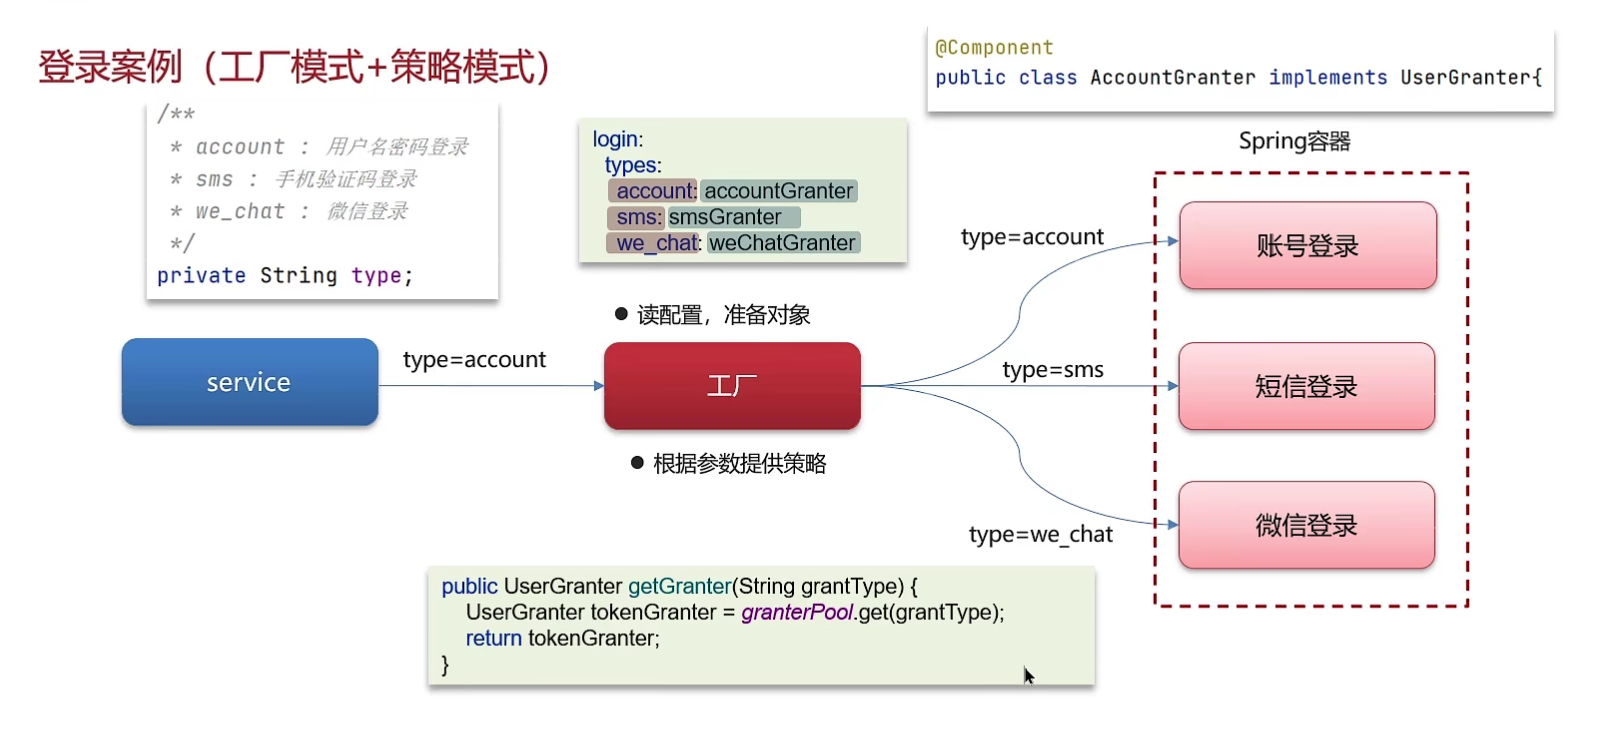 登录案例（工厂模式+策略模式）
/**
* account : 用户名密码登录
* sms : 手机验证码登录
* we_chat : 微信登录
*/
private String type;
login:
types:
account: accountGranter
sms: smsGranter
we_chat: weChatGranter
@Component
public class AccountGranter implements UserGranter{
Spring容器
读配置，准备对象
service
type=account
工厂
根据参数提供策略
type=account
账号登录
type=sms
短信登录
type=we_chat
微信登录
public UserGranter getGranter(String grantType) {
UserGranter tokenGranter = granterPool.get(grantType);
return tokenGranter;
}